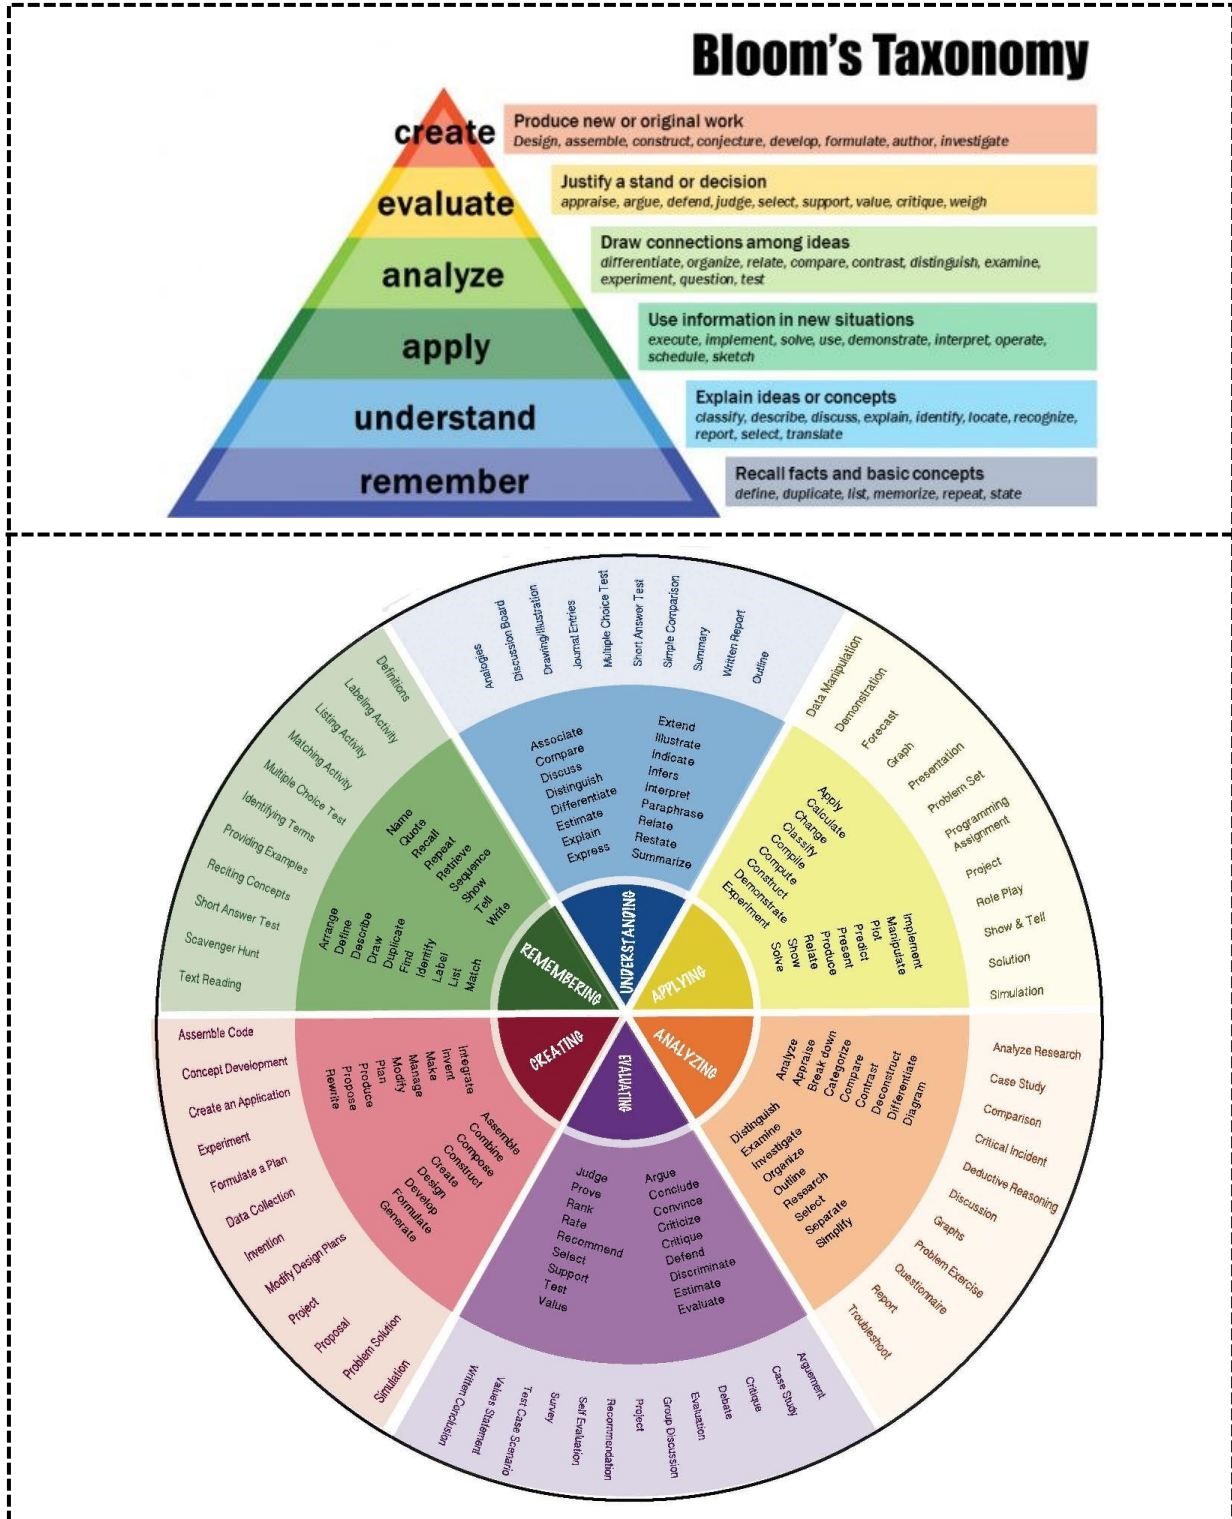 Bloom's Taxonomy
create
Produce new or original work
Design, assemble, construct, conjecture, develop, formulate, author, investigate
evaluate
Justify a stand or decision
appraise, argue, defend, judge, select, support, value, critique, weigh
analyze
Draw connections among ideas
differentiate, organize, relate, compare, contrast, distinguish, examine,
experiment, question, test
apply
Use information in new situations
execute, implement, solve, use, demonstrate, interpret, operate,
schedule, sketch
understand
Explain ideas or concepts
classify, describe, discuss, explain, identify, locate, recognize,
report, select, translate
remember
Recall facts and basic concepts
define, duplicate, list, memorize, repeat, state
Analogies
Discussion Board
Drawing/Illustration
Journal Entries
Multiple Choice Test
Short Answer Test
Simple Comparison
Summary
Written Report
Outline
Associate
Compare
Discuss
Distinguish
Differentiate
Estimate
Explain
Express
Extend
Illustrate
Indicate
Infers
Interpret
Paraphrase
Relate
Restate
Summarize
UNDERSTANDING
Data Manipulation
Demonstration
Forecast
Graph
Presentation
Problem Set
Programming
Assignment
Project
Role Play
Show & Tell
Solution
Simulation
Apply
Calculate
Change
Classify
Compile
Compute
Construct
Demonstrate
Experiment
Implement
Manipulate
Plot
Predict
Present
Produce
Relate
Show
Solve
APPLYING
Analyze Research
Case Study
Comparison
Critical Incident
Deductive Reasoning
Discussion
Graphs
Problem Exercise
Questionnaire
Report
Troubleshoot
Analyze
Appraise
Break down
Categorize
Compare
Contrast
Deconstruct
Differentiate
Diagram
Distinguish
Examine
Investigate
Organize
Outline
Research
Select
Separate
Simplify
ANALYZING
Arguement
Case Study
Critique
Debate
Evaluation
Group Discussion
Project
Recommendation
Self Evaluation
Survey
Test Case Scenario
Values Statement
Written Conclusion
Argue
Conclude
Convince
Criticize
Critique
Defend
Discriminate
Estimate
Evaluate
Judge
Prove
Rank
Rate
Recommend
Select
Support
Test
Value
EVALUATING
Assemble Code
Concept Development
Create an Application
Experiment
Formulate a Plan
Data Collection
Invention
Modify Design Plans
Project
Proposal
Problem Solution
Simulation
Assemble
Combine
Compose
Construct
Create
Design
Develop
Formulate
Generate
Integrate
Invent
Make
Manage
Modify
Plan
Produce
Propose
Rewrite
CREATING
Definitions
Labeling Activity
Listing Activity
Matching Activity
Multiple Choice Test
Identifying Terms
Providing Examples
Reciting Concepts
Short Answer Test
Scavenger Hunt
Text Reading
Arrange
Define
Describe
Draw
Duplicate
Find
Identify
Label
List
Match
Name
Quote
Recall
Repeat
Retrieve
Sequence
Show
Tell
Write
REMEMBERING